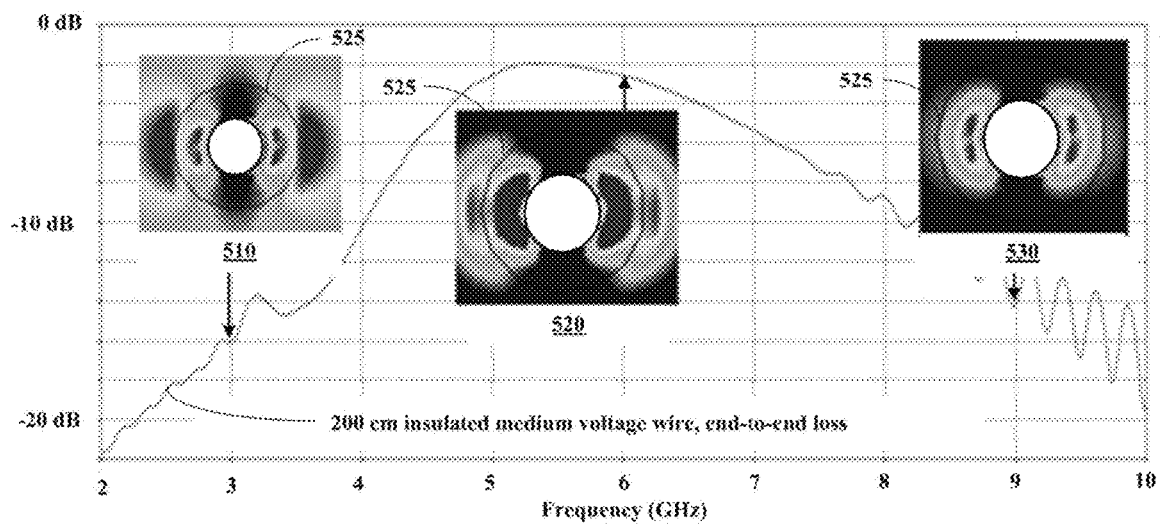 0 dB
525
525
525
-10 dB
510
520
530
-20 dB
200 cm insulated medium voltage wire, end-to-end loss
2 3 4 5 6 7 8 9 10
Frequency (GHz)